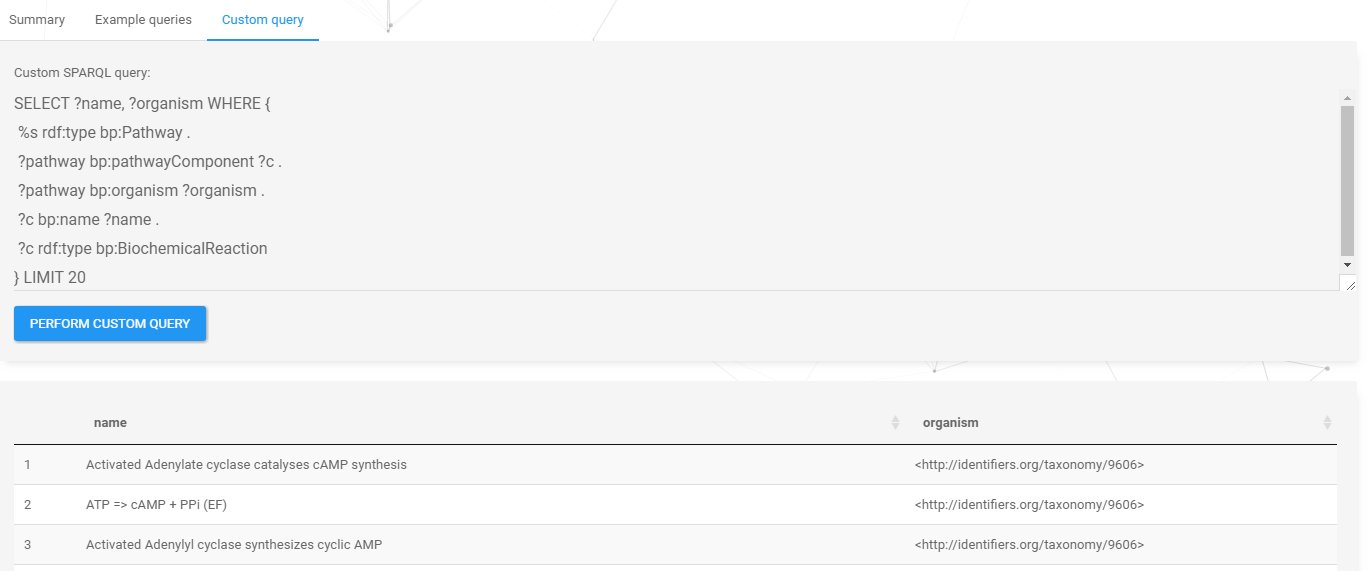 Summary Example queries Custom query
Custom SPARQL query:
SELECT ?name, ?organism WHERE {
%s rdf:type bp:Pathway .
?pathway bp:pathwayComponent ?c .
?pathway bp:organism ?organism .
?c bp:name ?name .
?c rdf:type bp:BiochemicalReaction
} LIMIT 20
PERFORM CUSTOM QUERY
name organism
1 Activated Adenylate cyclase catalyses cAMP synthesis <http://identifiers.org/taxonomy/9606>
2 ATP => cAMP + PPi (EF) <http://identifiers.org/taxonomy/9606>
3 Activated Adenylyl cyclase synthesizes cyclic AMP <http://identifiers.org/taxonomy/9606>